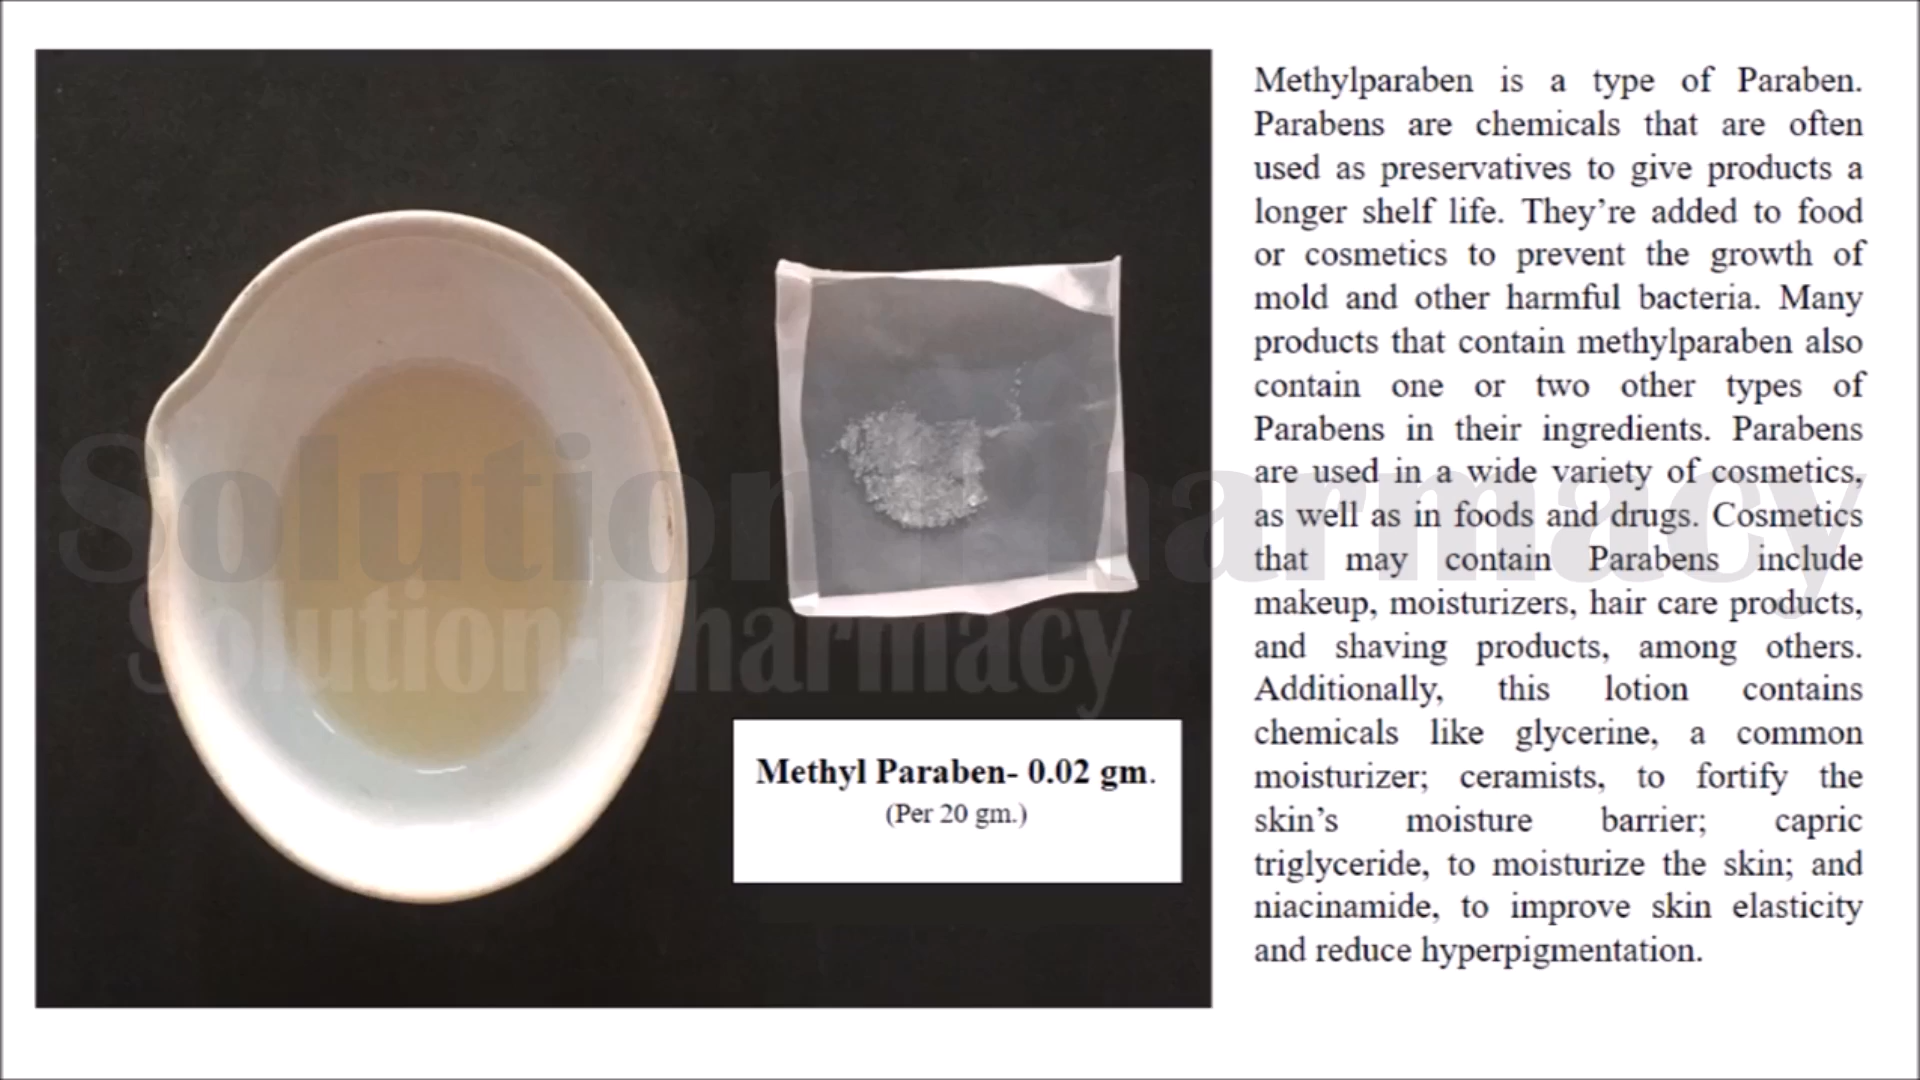 Methylparaben is a type of Paraben.
Parabens are chemicals that are often
used as preservatives to give products a
longer shelf life. They’re added to food
or cosmetics to prevent the growth of
mold and other harmful bacteria. Many
products that contain methylparaben also
contain one or two other types of
Parabens in their ingredients. Parabens
are used in a wide variety of cosmetics,
as well as in foods and drugs. Cosmetics
that may contain Parabens include
makeup, moisturizers, hair care products,
and shaving products, among others.
Additionally, this lotion contains
chemicals like glycerine, a common
moisturizer; ceramists, to fortify the
skin’s moisture barrier; capric
triglyceride, to moisturize the skin; and
niacinamide, to improve skin elasticity
and reduce hyperpigmentation.
Solution-Pharmacy
Solution-Pharmacy
Methyl Paraben- 0.02 gm.
(Per 20 gm.)